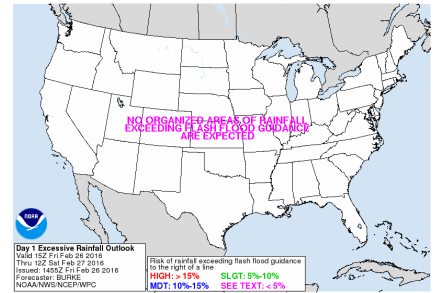 NO ORGANIZED AREAS OF RAINFALL
EXCEEDING FLASH FLOOD GUIDANCE
ARE EXPECTED
NOAA
Day 1 Excessive Rainfall Outlook
Valid 15Z Fri Feb 26 2016
Thru 12Z Sat Feb 27 2016
Issued: 1455Z Fri Feb 26 2016
Forecaster: BURKE
NOAA/NWS/NCEP/WPC
Risk of rainfall exceeding flash flood guidance
to the right of a line
HIGH: > 15% SLGT: 5%-10%
MDT: 10%-15% SEE TEXT: < 5%